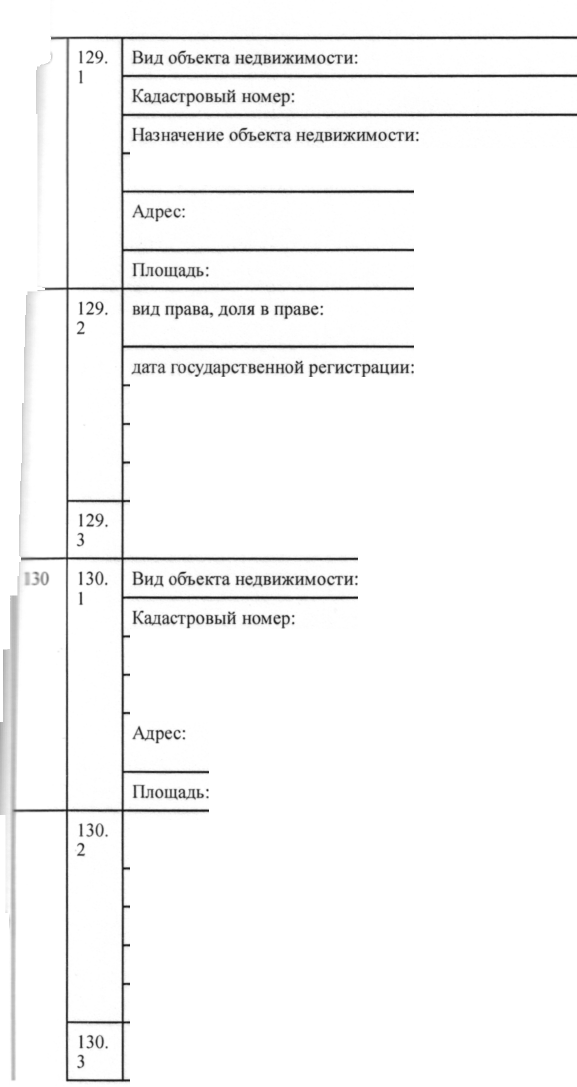 129. Вид объекта недвижимости:
1
Кадастровый номер:
Назначение объекта недвижимости:
Адрес:
Площадь:
129. вид права, доля в праве:
2
дата государственной регистрации:
129.
3
130 130. Вид объекта недвижимости:
1
Кадастровый номер:
Адрес:
Площадь:
130.
2
130.
3